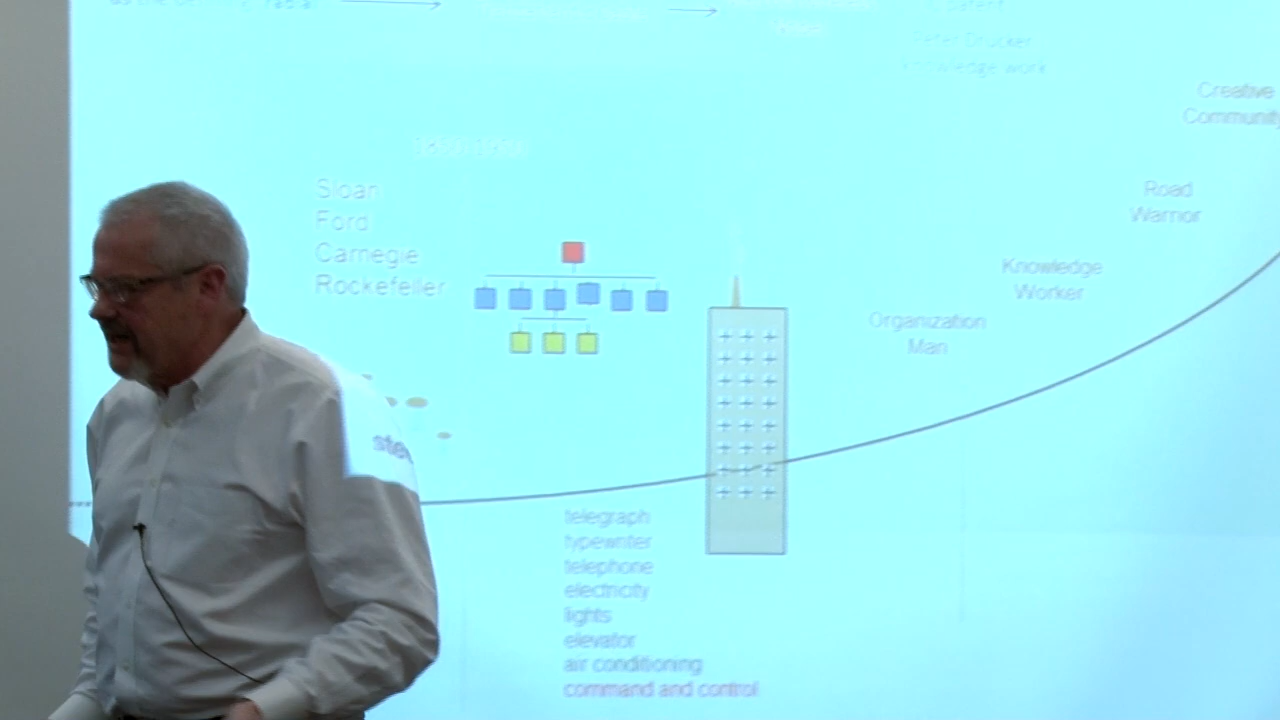 Peter Drucker
knowledge work
Creative
Community
Sloan
Ford
Carnegie
Rockefeller
Road
Warrior
Knowledge
Worker
Organization
Man
telegraph
typewriter
telephone
electricity
lights
elevator
air conditioning
command and control